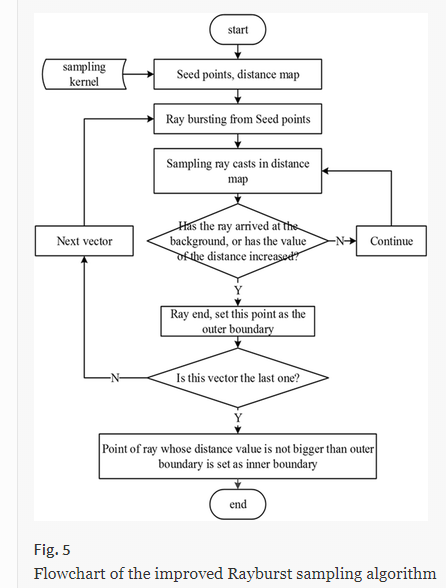 start
sampling
kernel
Seed points, distance map
Ray bursting from Seed points
Sampling ray casts in distance
map
Has the ray arrived at the
background, or has the value
of the distance increased?
N
Continue
Next vector
Y
Ray end, set this point as the
outer boundary
Is this vector the last one?
N
Y
Point of ray whose distance value is not bigger than outer
boundary is set as inner boundary
end
Fig. 5
Flowchart of the improved Rayburst sampling algorithm